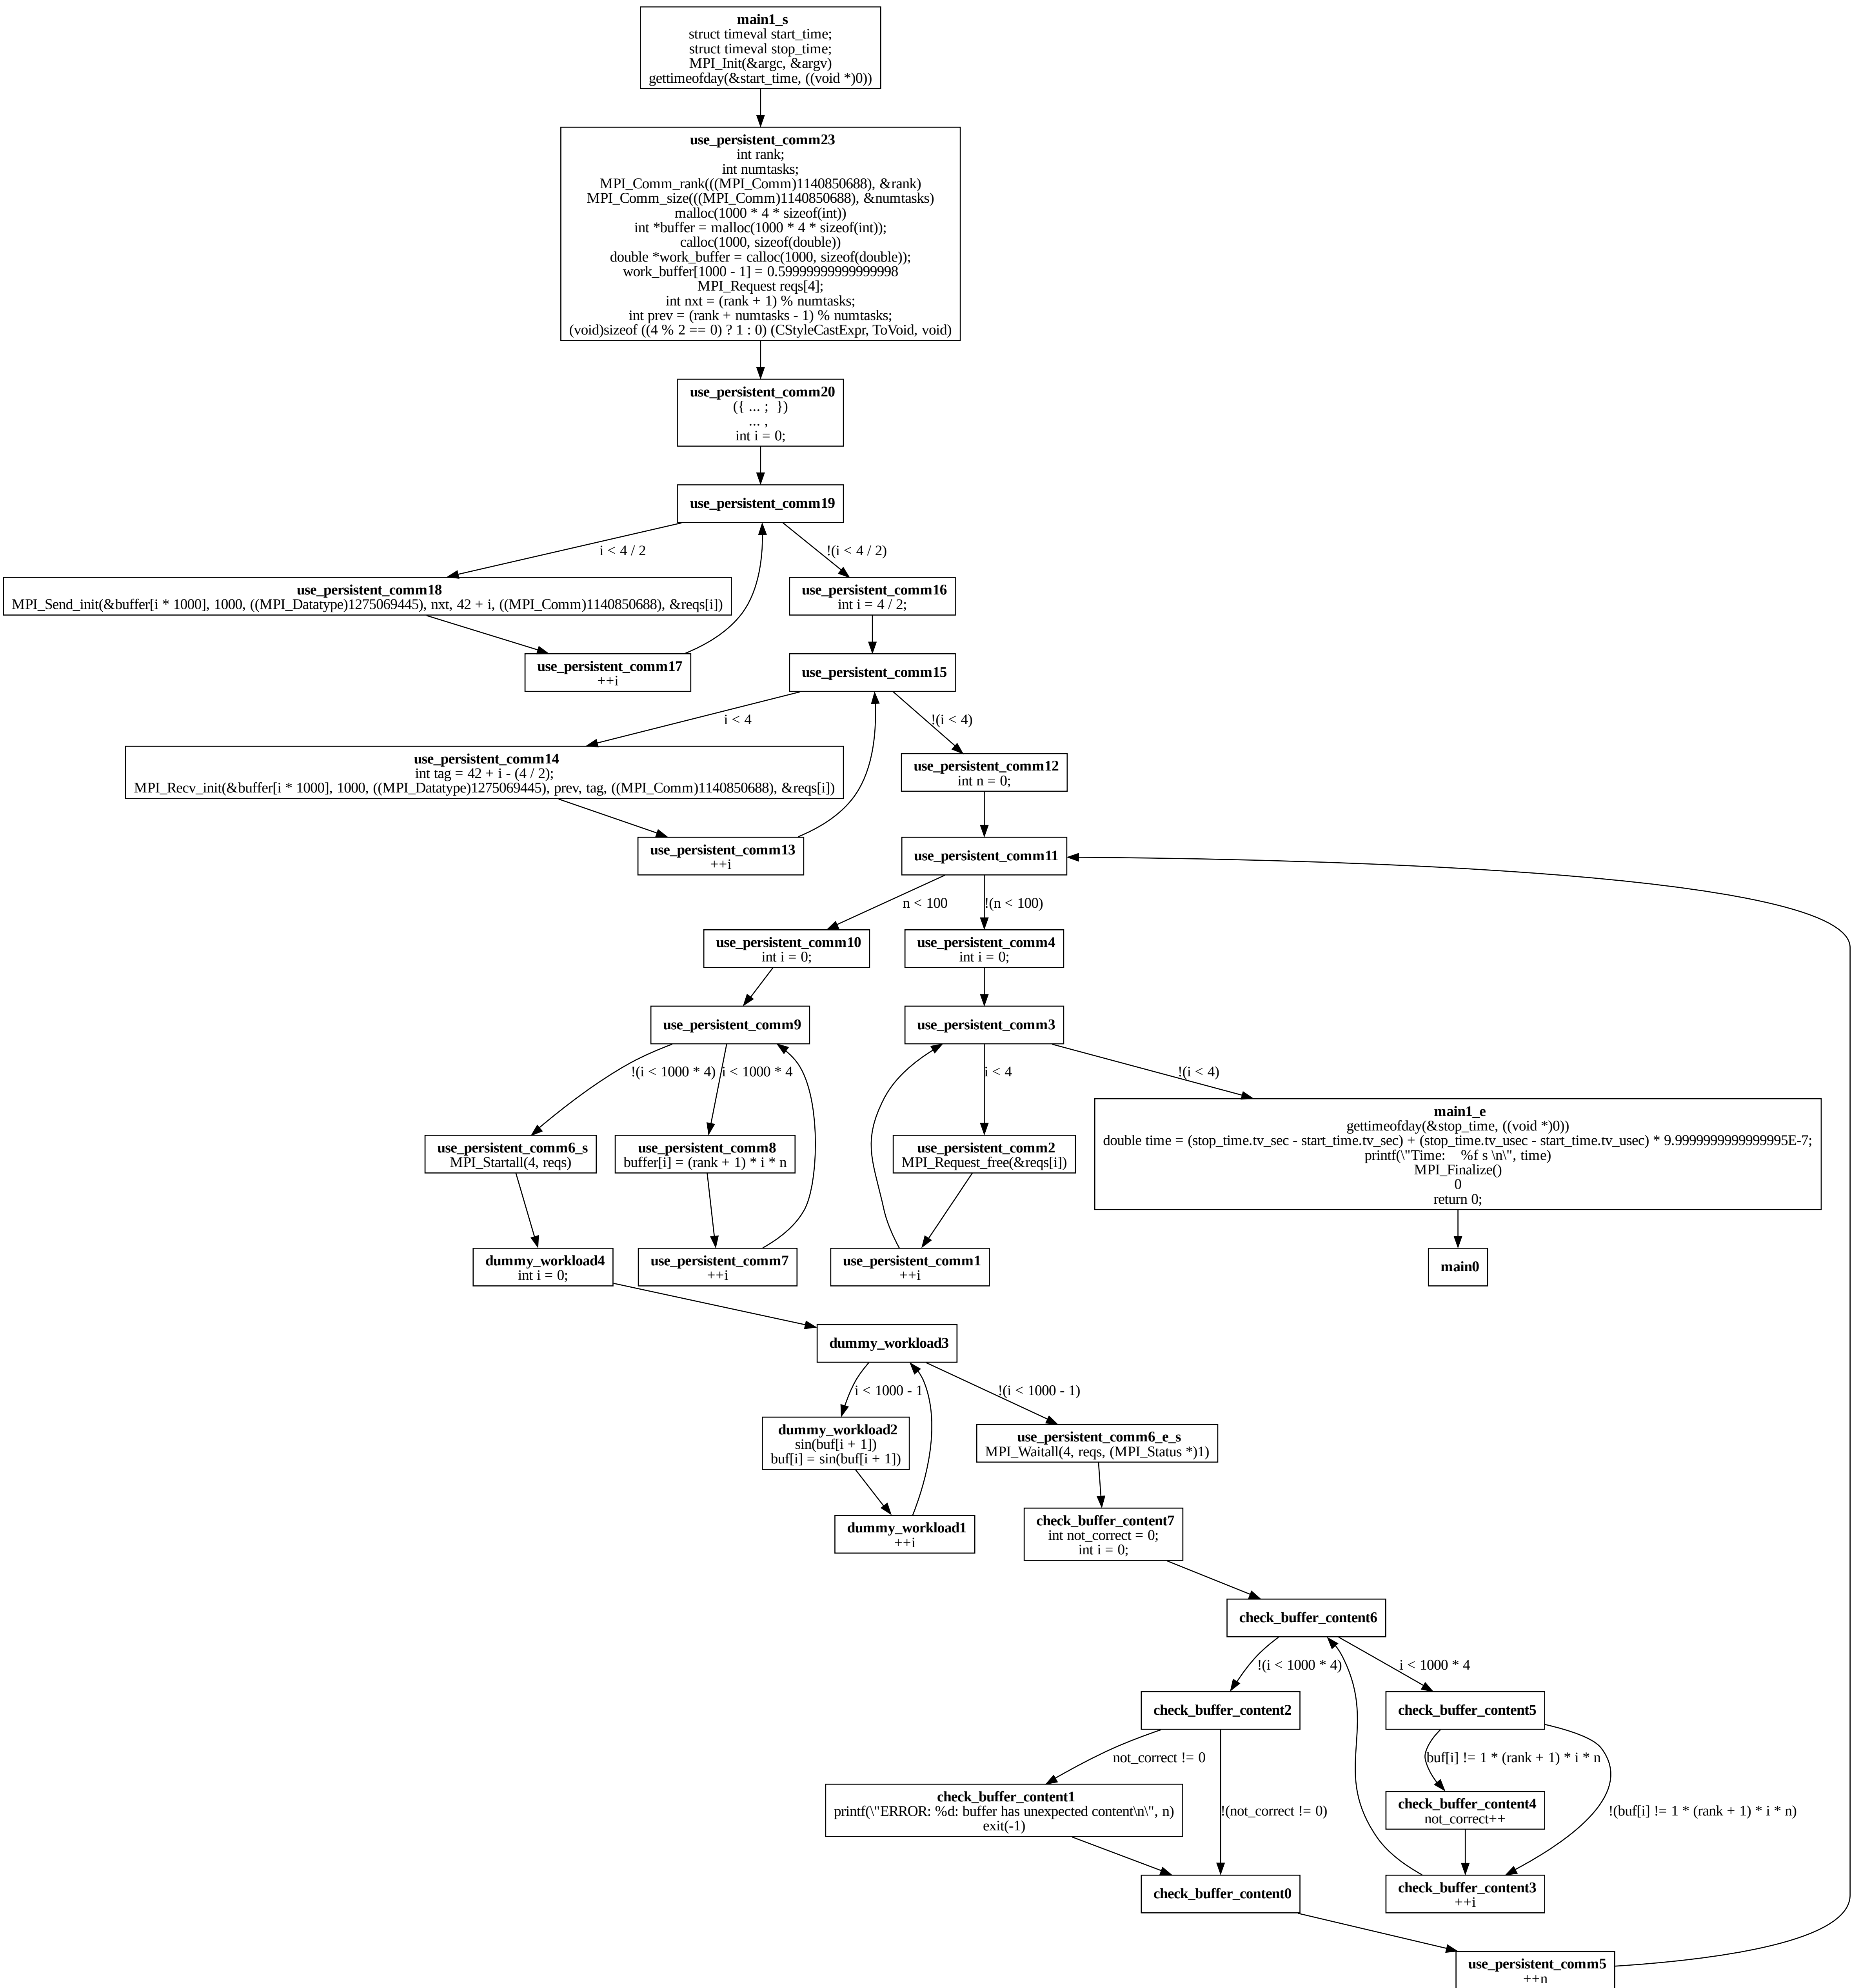 main1_s
struct timeval start_time;
struct timeval stop_time;
MPI_Init(&argc, &argv)
gettimeofday(&start_time, ((void *)0))
use_persistent_comm23
int rank;
int numtasks;
MPI_Comm_rank(((MPI_Comm)1140850688), &rank)
MPI_Comm_size(((MPI_Comm)1140850688), &numtasks)
malloc(1000 * 4 * sizeof(int))
int *buffer = malloc(1000 * 4 * sizeof(int));
calloc(1000, sizeof(double))
double *work_buffer = calloc(1000, sizeof(double));
work_buffer[1000 - 1] = 0.59999999999999998
MPI_Request reqs[4];
int nxt = (rank + 1) % numtasks;
int prev = (rank + numtasks - 1) % numtasks;
(void)sizeof ((4 % 2 == 0) ? 1 : 0) (CStyleCastExpr, ToVoid, void)
use_persistent_comm20
({ ... ;  })
... ,
int i = 0;
use_persistent_comm19
i < 4 / 2
!(i < 4 / 2)
use_persistent_comm18
MPI_Send_init(&buffer[i * 1000], 1000, ((MPI_Datatype)1275069445), nxt, 42 + i, ((MPI_Comm)1140850688), &reqs[i])
use_persistent_comm16
int i = 4 / 2;
use_persistent_comm17
++i
use_persistent_comm15
i < 4
!(i < 4)
use_persistent_comm14
int tag = 42 + i - (4 / 2);
MPI_Recv_init(&buffer[i * 1000], 1000, ((MPI_Datatype)1275069445), prev, tag, ((MPI_Comm)1140850688), &reqs[i])
use_persistent_comm12
int n = 0;
use_persistent_comm13
++i
use_persistent_comm11
n < 100
!(n < 100)
use_persistent_comm10
int i = 0;
use_persistent_comm4
int i = 0;
use_persistent_comm9
use_persistent_comm3
!(i < 1000 * 4)
i < 1000 * 4
i < 4
!(i < 4)
use_persistent_comm6_s
MPI_Startall(4, reqs)
use_persistent_comm8
buffer[i] = (rank + 1) * i * n
use_persistent_comm2
MPI_Request_free(&reqs[i])
main1_e
gettimeofday(&stop_time, ((void *)0))
double time = (stop_time.tv_sec - start_time.tv_sec) + (stop_time.tv_usec - start_time.tv_usec) * 9.9999999999999995E-7;
printf(\"Time:    %f s \n\", time)
MPI_Finalize()
0
return 0;
dummy_workload4
int i = 0;
use_persistent_comm7
++i
use_persistent_comm1
++i
main0
dummy_workload3
i < 1000 - 1
!(i < 1000 - 1)
dummy_workload2
sin(buf[i + 1])
buf[i] = sin(buf[i + 1])
use_persistent_comm6_e_s
MPI_Waitall(4, reqs, (MPI_Status *)1)
dummy_workload1
++i
check_buffer_content7
int not_correct = 0;
int i = 0;
check_buffer_content6
!(i < 1000 * 4)
i < 1000 * 4
check_buffer_content2
check_buffer_content5
not_correct != 0
buf[i] != 1 * (rank + 1) * i * n
check_buffer_content1
printf(\"ERROR: %d: buffer has unexpected content\n\", n)
exit(-1)
!(not_correct != 0)
check_buffer_content4
not_correct++
!(buf[i] != 1 * (rank + 1) * i * n)
check_buffer_content0
check_buffer_content3
++i
use_persistent_comm5
++n